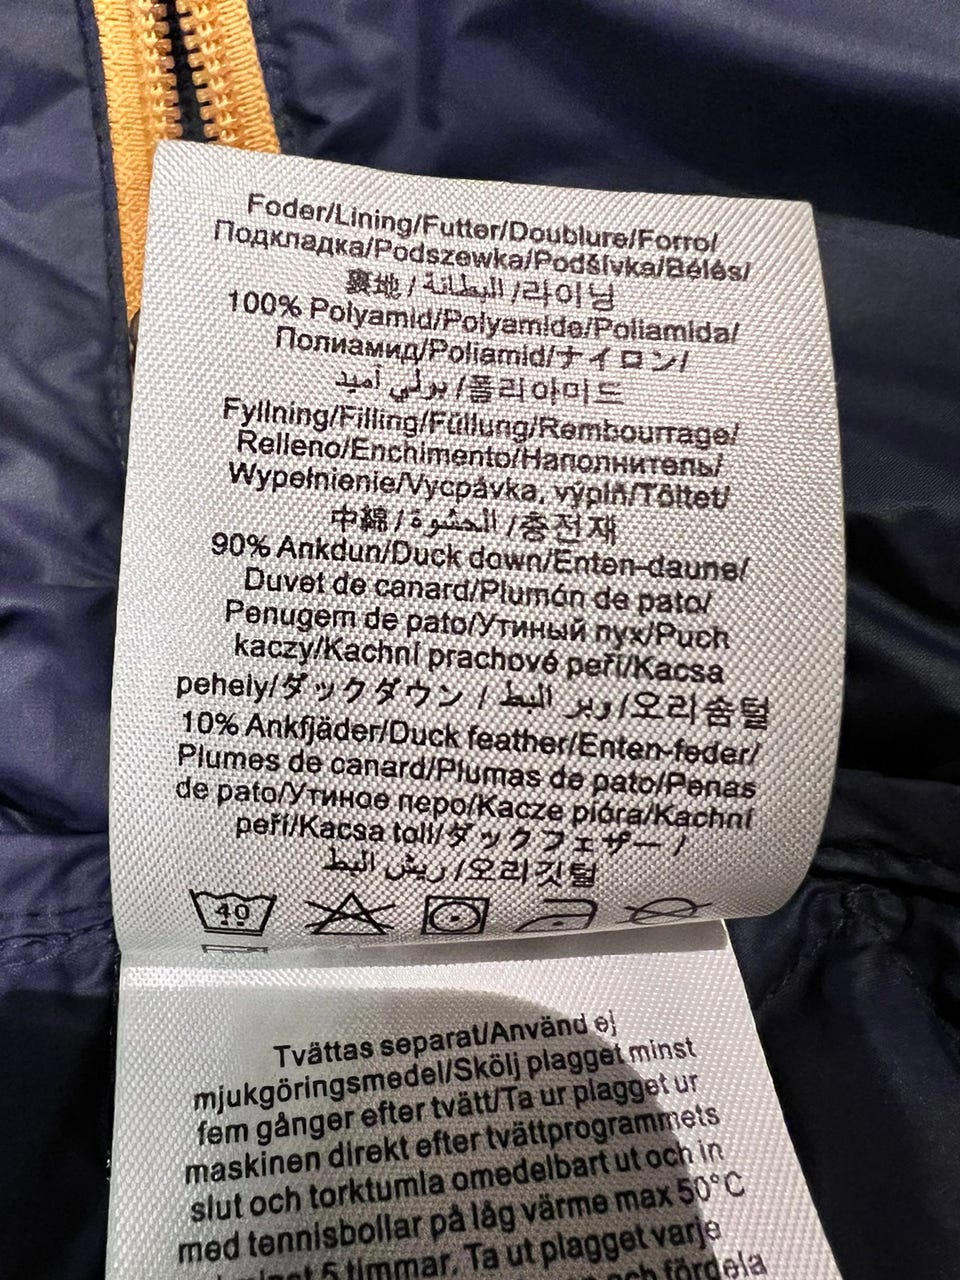 Foder/Lining/Futter/Doublure/Forro/
Подкладка/Podszewka/Podšívka/Bélés/
裏地/البطانة/라이닝
100% Polyamid/Polyamide/Poliamida/
Полиамид/Poliamid/ナイロン/
بولي أميد/폴리아미드
Fyllning/Filling/Füllung/Rembourrage/
Relleno/Enchimento/Наполнитель/
Wypełnienie/Vycpávka, výplň/Töltet/
中綿/الحشوة/충전재
90% Ankdun/Duck down/Enten-daune/
Duvet de canard/Plumón de pato/
Penugem de pato/Утиный пух/Puch
kaczy/Kachní prachové peří/Kacsa
pehely/ダックダウン/وبر البط/오리솜털
10% Ankfjäder/Duck feather/Enten-feder/
Plumes de canard/Plumas de pato/Penas
de pato/Утиное перо/Kacze pióra/Kachní
peří/Kacsa toll/ダックフェザー/
ريش البط/오리깃털
40
Tvättas separat/Använd ej
mjukgöringsmedel/Skölj plagget minst
fem gånger efter tvätt/Ta ur plagget ur
maskinen direkt efter tvättprogrammets
slut och torktumla omedelbart ut och in
med tennisbollar på låg värme max 50°C
5 timmar. Ta ut plagget varje
och fördela